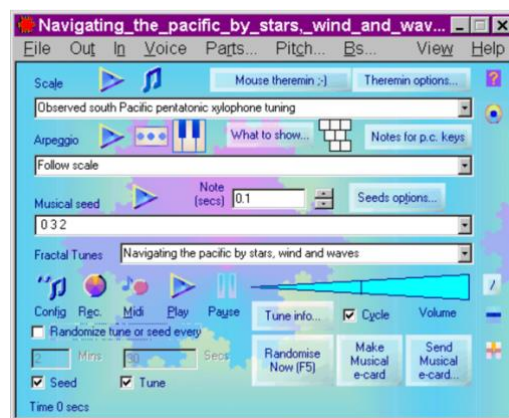 Navigating_the_pacific_by_stars,_wind_and_wav...
File Out In Voice Parts... Pitch... Bs... View Help
Scale Mouse theremin ;-) Theremin options... ?
Observed south Pacific pentatonic xylophone tuning
Arpeggio What to show... Notes for p.c. keys
Follow scale
Musical seed Note (secs) 0.1 Seeds options...
0 3 2
Fractal Tunes Navigating the pacific by stars, wind and waves
Config Rec. Midi Play Pause Tune info... Cycle Volume
Randomize tune or seed every
2 Mins 30 Secs Randomise Now (F5) Make Musical e-card Send Musical e-card...
Seed Tune
Time 0 secs